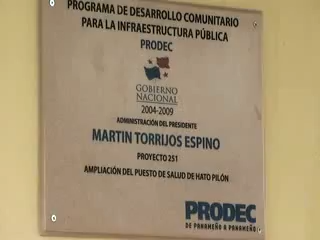 PROGRAMA DE DESARROLLO COMUNITARIO
PARA LA INFRAESTRUCTURA PÚBLICA
PRODEC
GOBIERNO
NACIONAL
2004-2009
ADMINISTRACIÓN DEL PRESIDENTE
MARTIN TORRIJOS ESPINO
PROYECTO 251
AMPLIACIÓN DEL PUESTO DE SALUD DE HATO PILÓN
PRODEC
DE PANAMEÑO A PANAMEÑO